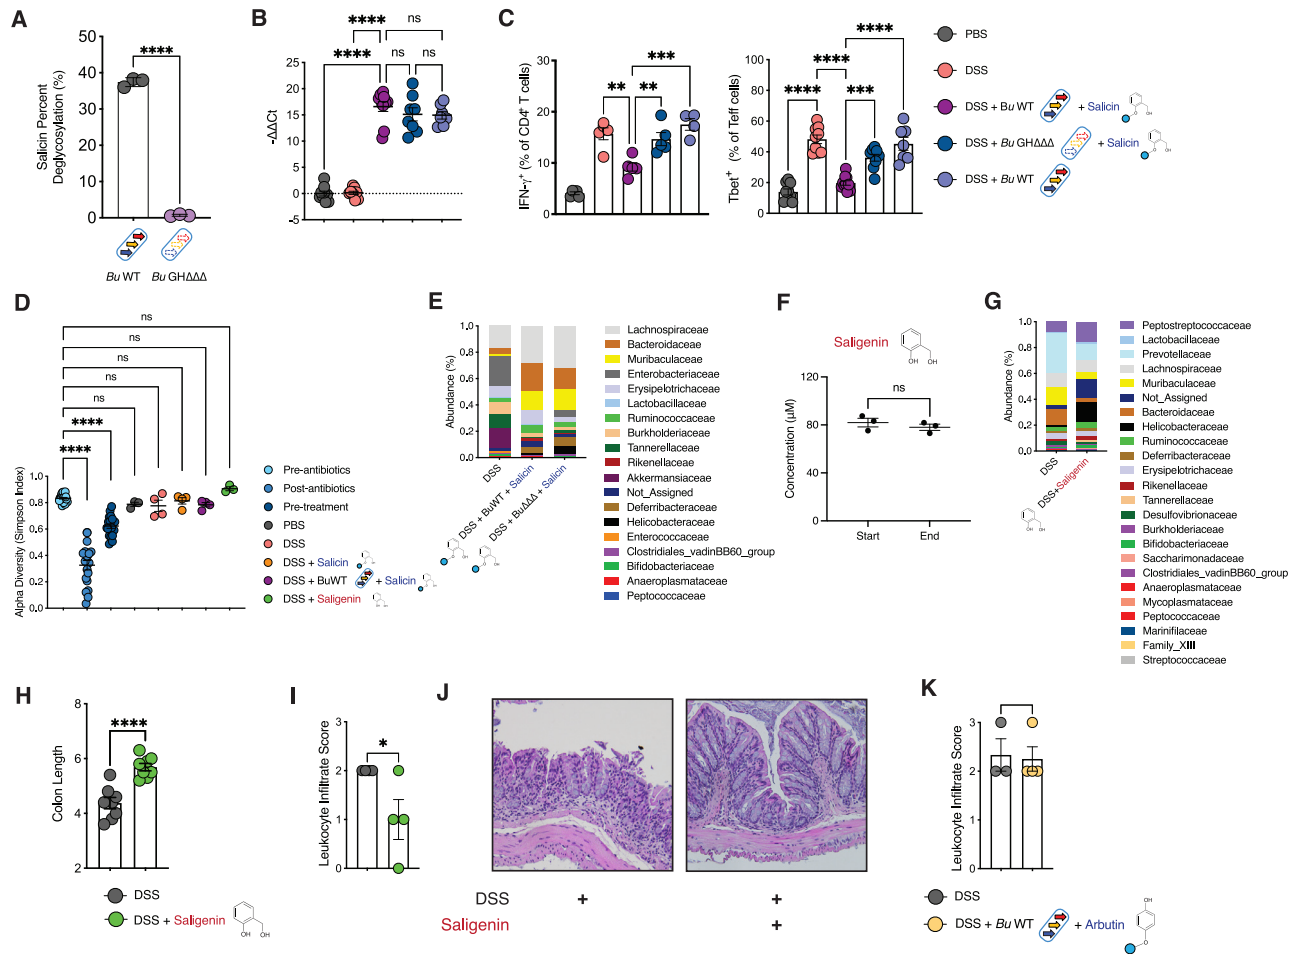 A
Salicin Percent
Deglycosylation (%)
50
40
30
20
10
0
****
Bu WT
Bu GHΔΔΔ
B
-ΔΔCt
25
20
15
10
5
0
-5
****
****
ns
ns
ns
C
IFN-γ⁺ (% of CD4⁺ T cells)
30
20
10
0
**
**
***
Tbet⁺ (% of Teff cells)
100
80
60
40
20
0
****
****
***
****
PBS
DSS
DSS + Bu WT + Salicin
DSS + Bu GHΔΔΔ + Salicin
DSS + Bu WT
OH
D
Alpha Diversity (Simpson Index)
1.0
0.8
0.6
0.4
0.2
0.0
ns
ns
ns
ns
ns
****
****
Pre-antibiotics
Post-antibiotics
Pre-treatment
PBS
DSS
DSS + Salicin
DSS + BuWT + Salicin
DSS + Saligenin
E
Abundance (%)
1.0
0.8
0.6
0.4
0.2
0.0
DSS
DSS + BuWT + Salicin
DSS + BuΔΔΔ + Salicin
Lachnospiraceae
Bacteroidaceae
Muribaculaceae
Enterobacteriaceae
Erysipelotrichaceae
Lactobacillaceae
Ruminococcaceae
Burkholderiaceae
Tannerellaceae
Rikenellaceae
Akkermansiaceae
Not_Assigned
Deferribacteraceae
Helicobacteraceae
Enterococcaceae
Clostridiales_vadinBB60_group
Bifidobacteriaceae
Anaeroplasmataceae
Peptococcaceae
F
Saligenin
OH
OH
Concentration (µM)
120
80
40
0
ns
Start
End
G
Abundance (%)
1.0
0.8
0.6
0.4
0.2
0.0
DSS
DSS+Saligenin
Peptostreptococcaceae
Lactobacillaceae
Prevotellaceae
Lachnospiraceae
Muribaculaceae
Not_Assigned
Bacteroidaceae
Helicobacteraceae
Ruminococcaceae
Deferribacteraceae
Erysipelotrichaceae
Rikenellaceae
Tannerellaceae
Desulfovibrionaceae
Burkholderiaceae
Bifidobacteriaceae
Saccharimonadaceae
Clostridiales_vadinBB60_group
Anaeroplasmataceae
Mycoplasmataceae
Peptococcaceae
Marinifilaceae
Family_XIII
Streptococcaceae
H
Colon Length
8
6
4
2
****
DSS
DSS + Saligenin
OH
OH
I
Leukocyte Infiltrate Score
3
2
1
0
*
J
DSS + +
Saligenin +
K
Leukocyte Infiltrate Score
3
2
1
0
DSS
DSS + Bu WT + Arbutin
OH
O